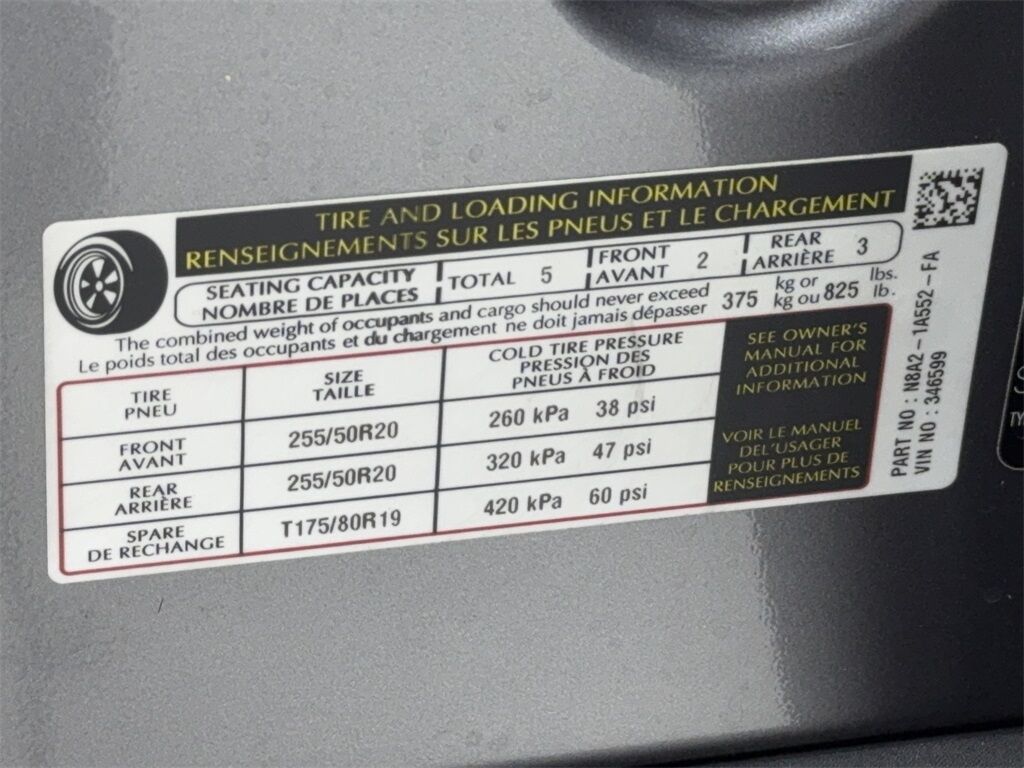 TIRE AND LOADING INFORMATION
RENSEIGNEMENTS SUR LES PNEUS ET LE CHARGEMENT
SEATING CAPACITY
NOMBRE DE PLACES
TOTAL 5
FRONT
AVANT
2
REAR
ARRIÈRE
3
The combined weight of occupants and cargo should never exceed
Le poids total des occupants et du chargement ne doit jamais dépasser
375
kg or
kg ou
825
lbs.
lb.
TIRE
PNEU
SIZE
TAILLE
COLD TIRE PRESSURE
PRESSION DES
PNEUS À FROID
FRONT
AVANT
255/50R20
260 kPa 38 psi
REAR
ARRIÈRE
255/50R20
320 kPa 47 psi
SPARE
DE RECHANGE
T175/80R19
420 kPa 60 psi
SEE OWNER'S
MANUAL FOR
ADDITIONAL
INFORMATION
VOIR LE MANUEL
DEL'USAGER
POUR PLUS DE
RENSEIGNEMENTS
PART NO : N8A2-1A552-FA
VIN NO : 346599